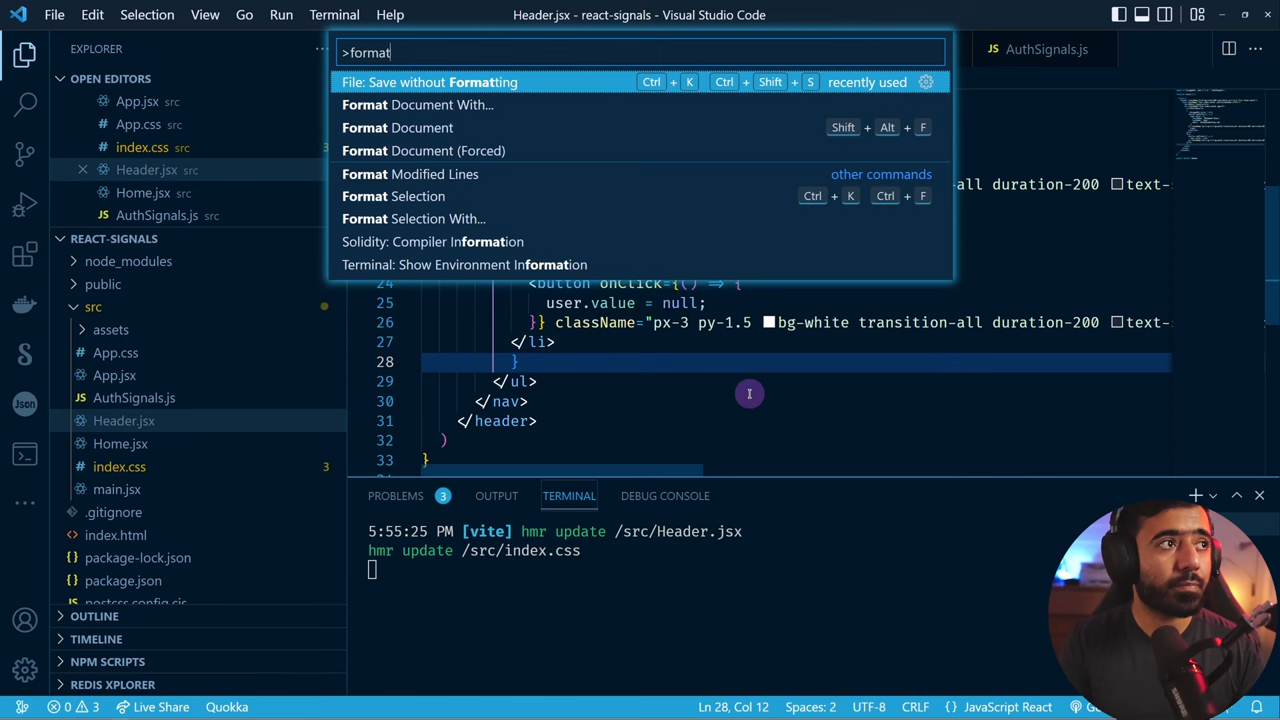 File Edit Selection View Go Run Terminal Help
Header.jsx - react-signals - Visual Studio Code
EXPLORER
>format
AuthSignals.js
OPEN EDITORS
App.jsx src
App.css src
index.css src 3
Header.jsx src
Home.jsx src
AuthSignals.js src
File: Save without Formatting Ctrl + K Ctrl + Shift + S recently used
Format Document With...
Format Document Shift + Alt + F
Format Document (Forced)
Format Modified Lines other commands
Format Selection Ctrl + K Ctrl + F
Format Selection With...
Solidity: Compiler Information
Terminal: Show Environment Information
-all duration-200 text-s
REACT-SIGNALS
node_modules
public
src
assets
App.css
App.jsx
AuthSignals.js
Header.jsx
Home.jsx
index.css 3
main.jsx
.gitignore
index.html
package-lock.json
package.json
postcss.config.cjs
OUTLINE
TIMELINE
NPM SCRIPTS
REDIS XPLORER
24 <button onClick={() => {
25 user.value = null;
26 }} className="px-3 py-1.5 bg-white transition-all duration-200 text-s
27 </li>
28 }
29 </ul>
30 </nav>
31 </header>
32 )
33 }
PROBLEMS 3 OUTPUT TERMINAL DEBUG CONSOLE
5:55:25 PM [vite] hmr update /src/Header.jsx
hmr update /src/index.css
Json
0 3 Live Share Quokka
Ln 28, Col 12 Spaces: 2 UTF-8 CRLF {} JavaScript React